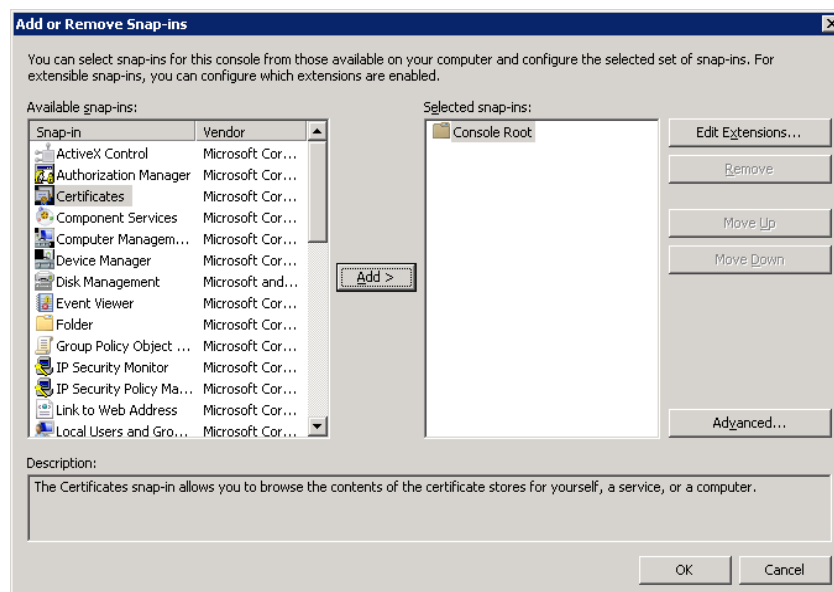 Add or Remove Snap-ins
You can select snap-ins for this console from those available on your computer and configure the selected set of snap-ins. For
extensible snap-ins, you can configure which extensions are enabled.
Available snap-ins:
Selected snap-ins:
Snap-in Vendor
ActiveX Control Microsoft Cor...
Authorization Manager Microsoft Cor...
Certificates Microsoft Cor...
Component Services Microsoft Cor...
Computer Managem... Microsoft Cor...
Device Manager Microsoft Cor...
Disk Management Microsoft and...
Event Viewer Microsoft Cor...
Folder Microsoft Cor...
Group Policy Object ... Microsoft Cor...
IP Security Monitor Microsoft Cor...
IP Security Policy Ma... Microsoft Cor...
Link to Web Address Microsoft Cor...
Local Users and Gro... Microsoft Cor...
Add >
Console Root
Edit Extensions...
Remove
Move Up
Move Down
Advanced...
Description:
The Certificates snap-in allows you to browse the contents of the certificate stores for yourself, a service, or a computer.
OK
Cancel